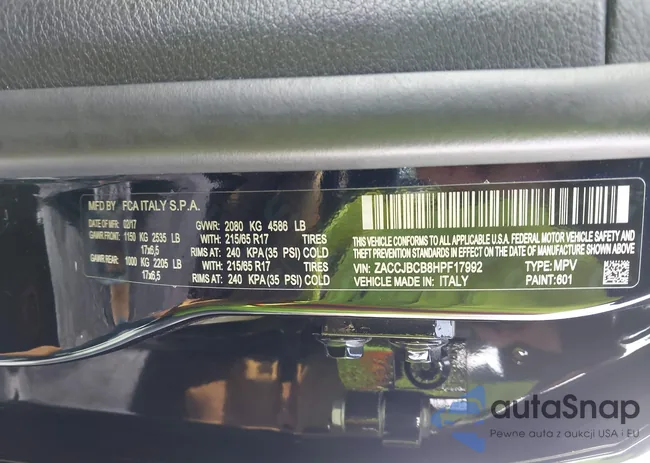 MFD BY FCA ITALY S.P.A.
DATE OF MFR: 02/17 GVWR: 2080 KG 4586 LB
GAWR FRONT: 1150 KG 2535 LB WITH 215/65 R17 TIRES
17x6,5 RIMS AT: 240 KPA(35 PSI) COLD
GAWR REAR: 1000 KG 2205 LB WITH 215/65 R17 TIRES
17x6,5 RIMS AT: 240 KPA(35 PSI) COLD
THIS VEHICLE CONFORMS TO ALL APPLICABLE U.S.A. FEDERAL MOTOR VEHICLE SAFETY
THEFT PREVENTION STANDARDS IN EFFECT ON THE DATE OF MANUFACTURE SHOWN ABOVE
VIN: ZACCJBCB8HPF17992 TYPE: MPV
VEHICLE MADE IN: ITALY PAINT: 601
autaSnap
Pewne auta z aukcji USA i EU